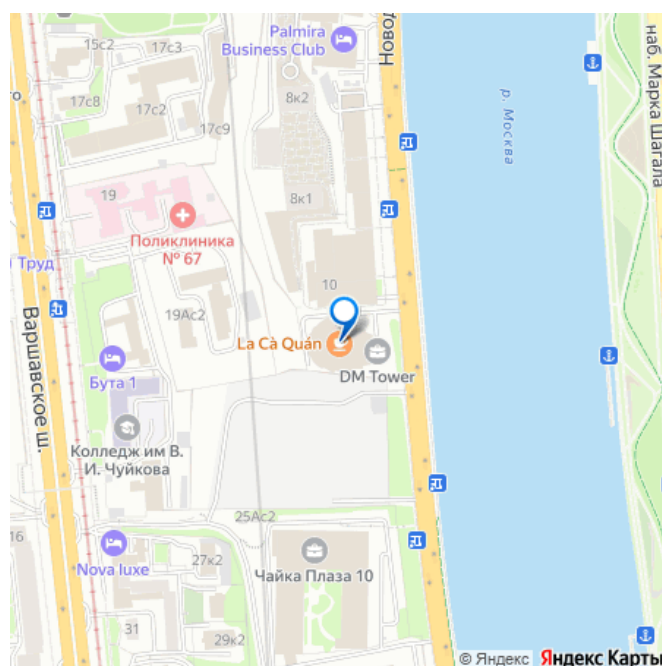 15с2
17с3
Palmira
Business Club
Новод
ого
17с8
17с2
17с9
8к2
р. Москва
наб. Марка Шагала
19
8к1
Поликлиника
№ 67
Труд
10
19Ас2
La Cà Quán
DM Tower
Варшавское ш.
Бута 1
Колледж им В.
И. Чуйкова
25Ас2
16
27к2
Nova luxe
Чайка Плаза 10
31
29к2
© Яндекс Яндекс Карты